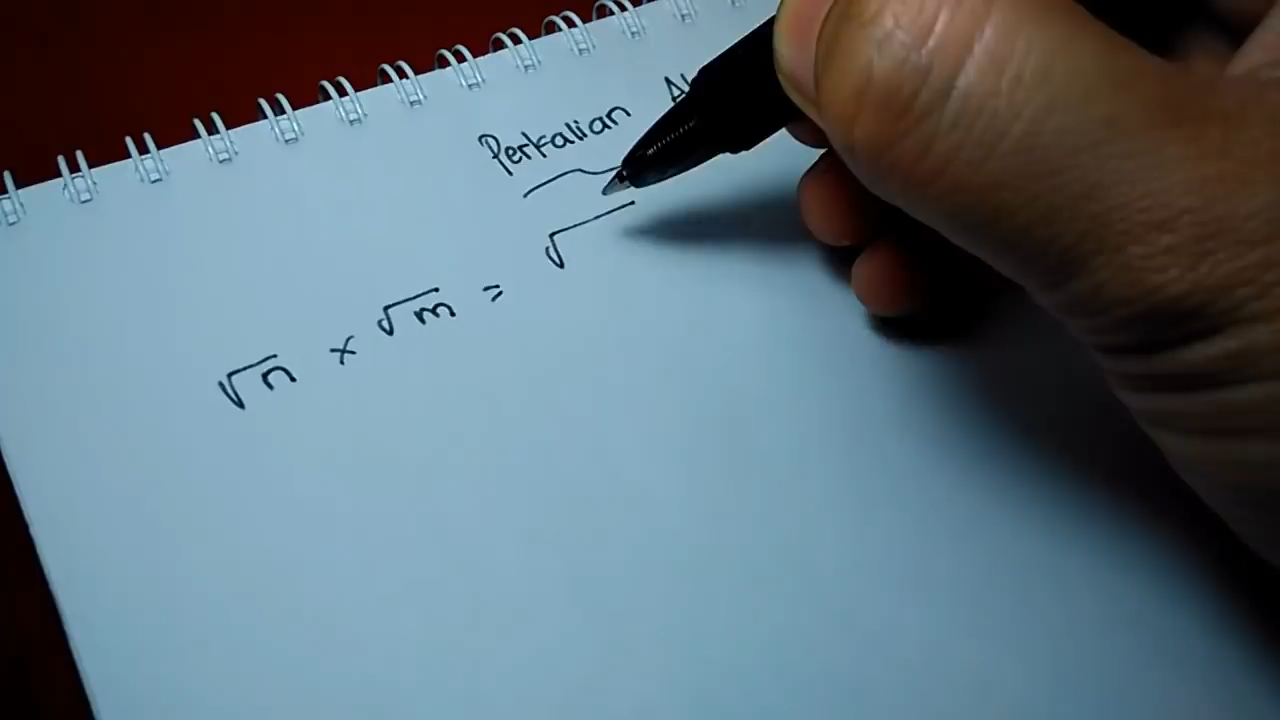 Perkalian
√n × √m = √